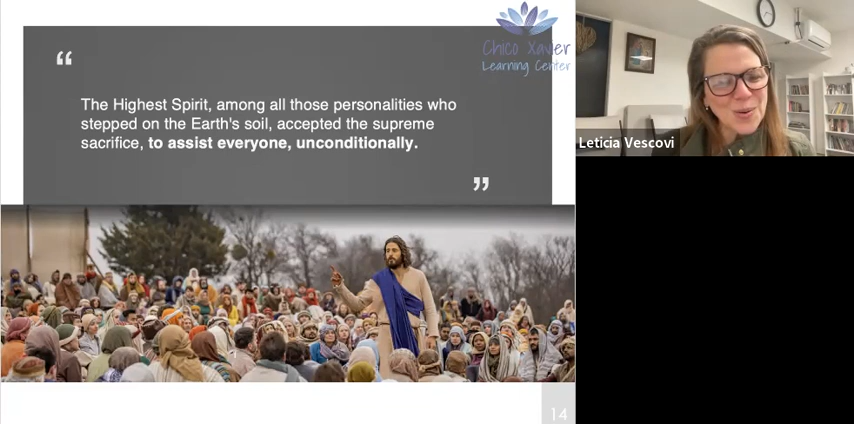 Chico Xavier
Learning Center
“
The Highest Spirit, among all those personalities who
stepped on the Earth's soil, accepted the supreme
sacrifice, to assist everyone, unconditionally.
”
Leticia Vescovi
14